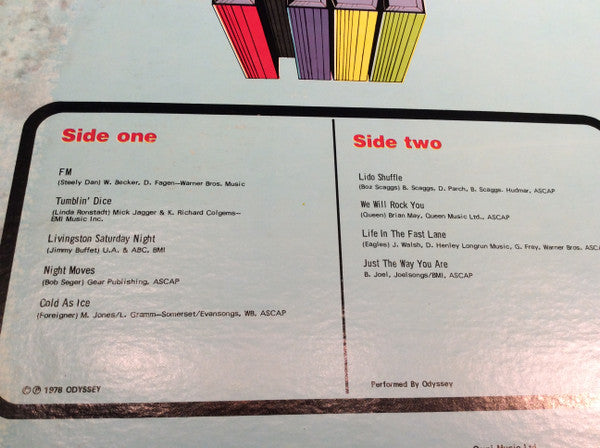 Side one
FM
(Steely Dan) W. Becker, D. Fagen—Warner Bros. Music
Tumblin' Dice
(Linda Ronstadt) Mick Jagger & K. Richard Colgems—
EMI Music Inc.
Livingston Saturday Night
(Jimmy Buffet) U.A. & ABC, BMI
Night Moves
(Bob Seger) Gear Publishing, ASCAP
Cold As Ice
(Foreigner) M. Jones/L. Gramm—Somerset/Evansongs, WB, ASCAP
©℗ 1978 ODYSSEY
Side two
Lido Shuffle
(Boz Scaggs) B. Scaggs, D. Parch, B. Scaggs. Hudmar, ASCAP
We Will Rock You
(Queen) Brian May, Queen Music Ltd., ASCAP
Life In The Fast Lane
(Eagles) J. Walsh, D. Henley Longrun Music, G. Frey, Warner Bros. ASC
Just The Way You Are
B. Joel, Joelsongs/BMI, ASCAP
Performed By Odyssey
Music Ltd